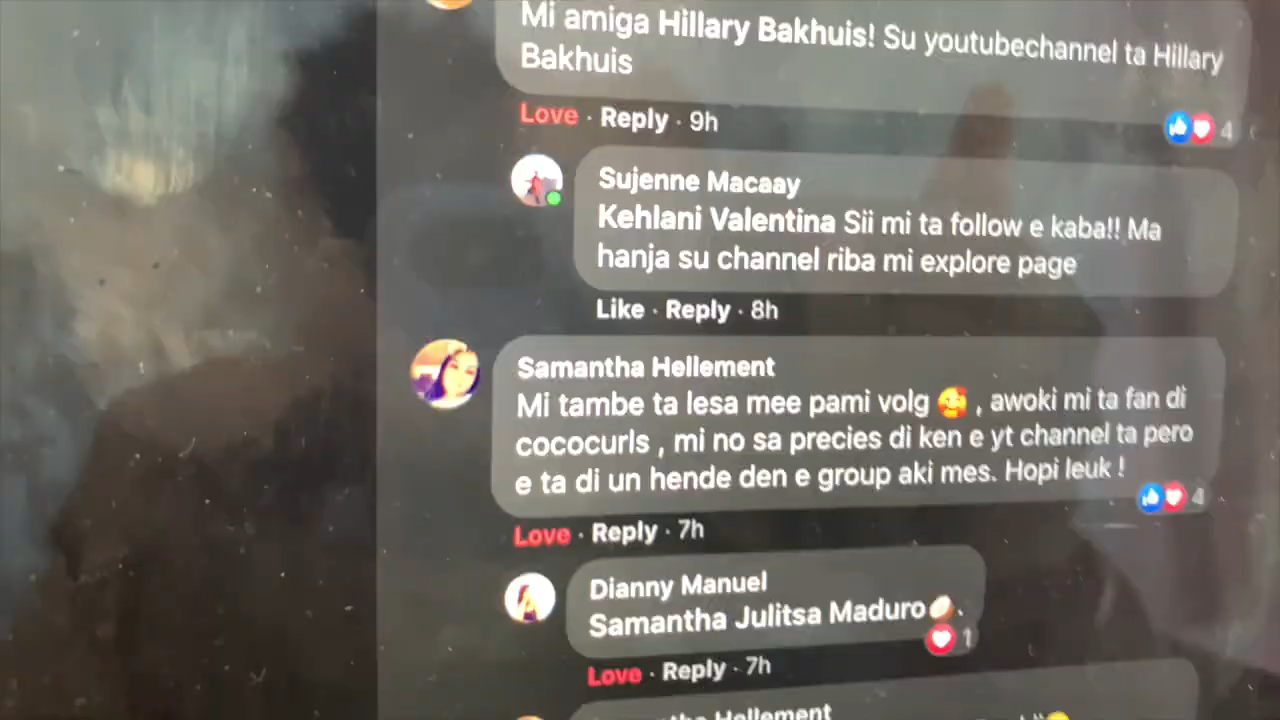 Mi amiga Hillary Bakhuis! Su youtubechannel ta Hillary
Bakhuis
Love · Reply · 9h
4
Sujenne Macaay
Kehlani Valentina Sii mi ta follow e kaba!! Ma
hanja su channel riba mi explore page
Like · Reply · 8h
Samantha Hellement
Mi tambe ta lesa mee pami volg 🥰 , awoki mi ta fan di
cococurls , mi no sa precies di ken e yt channel ta pero
e ta di un hende den e group aki mes. Hopi leuk !
4
Love · Reply · 7h
Dianny Manuel
Samantha Julitsa Maduro🥥.
1
Love · Reply · 7h
Hellement